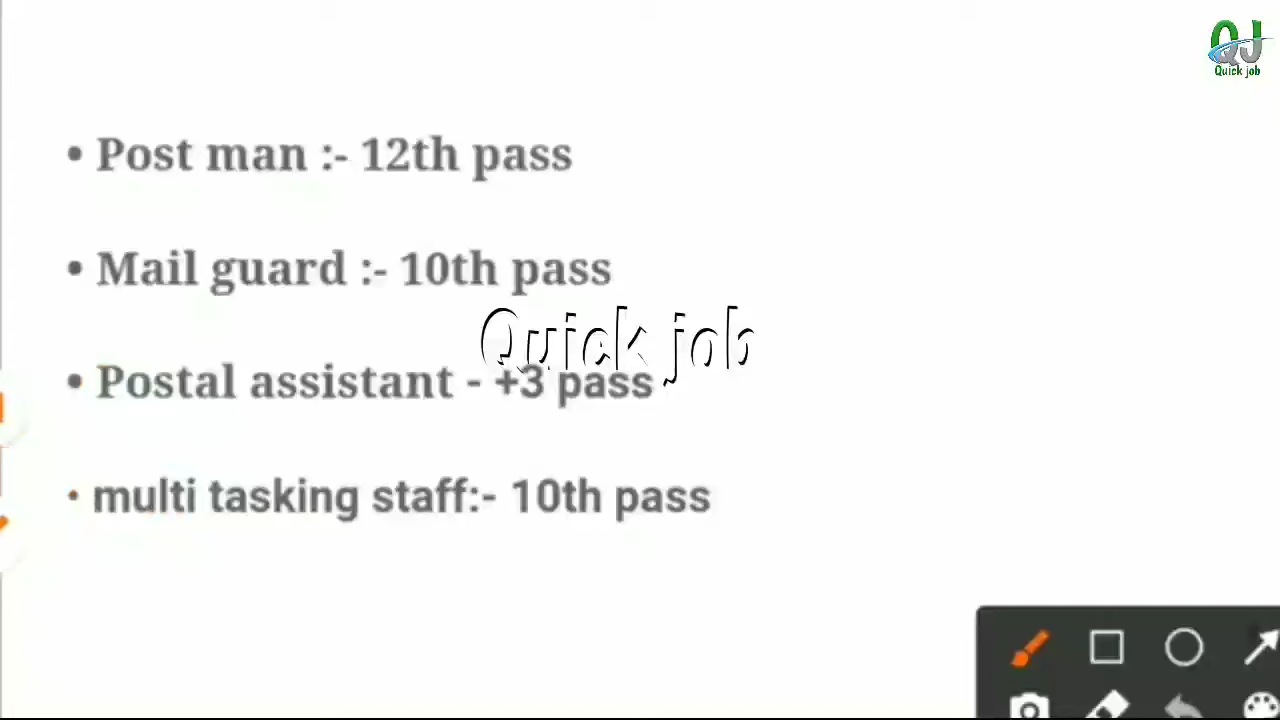 QJ
Quick job
• Post man :- 12th pass
• Mail guard :- 10th pass
Quick job
• Postal assistant - +3 pass
• multi tasking staff:- 10th pass